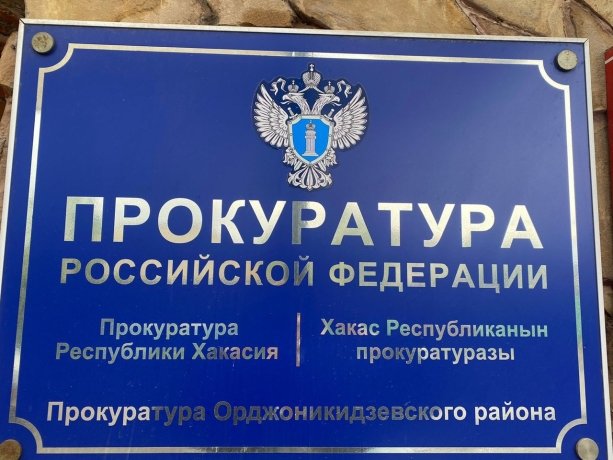 ПРОКУРАТУРА
РОССИЙСКОЙ ФЕДЕРАЦИИ
Прокуратура
Республики Хакасия
Хакас Республиканын
прокуратуразы
Прокуратура Орджоникидзевского района